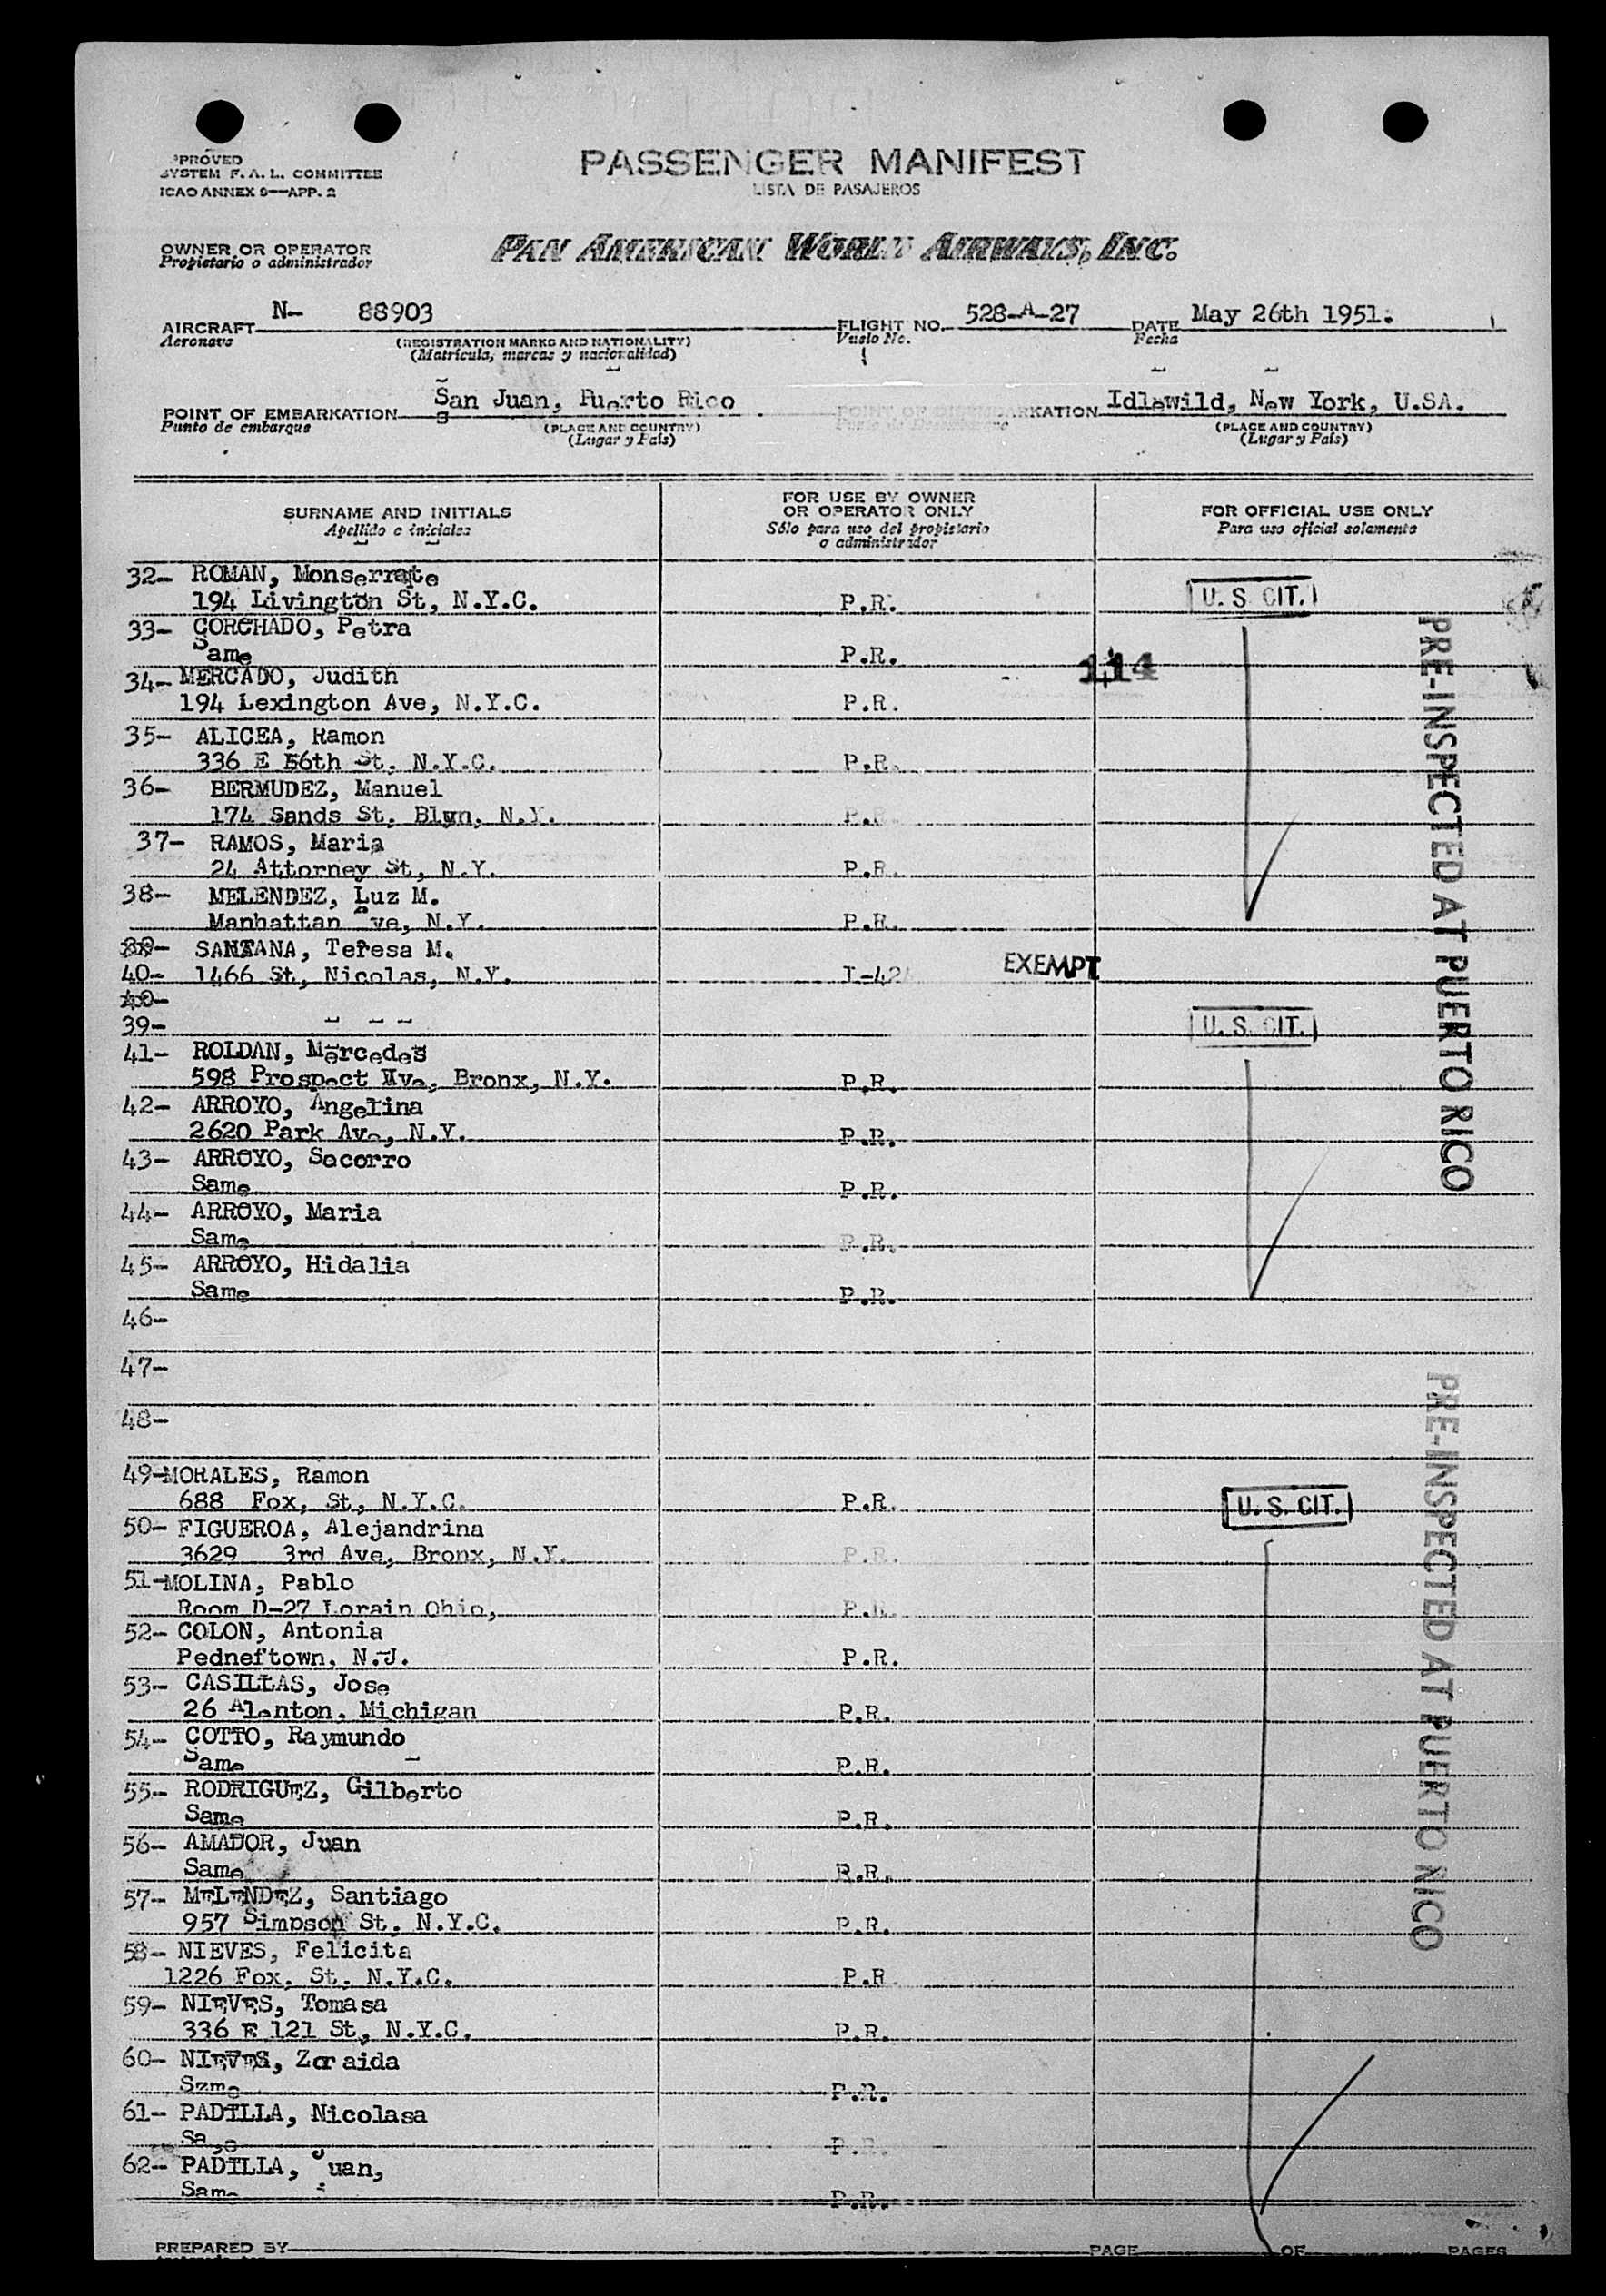 PROVED
SYSTEM F. A. L. COMMITTEE
ICAO ANNEX 9—APP. 2
PASSENGER MANIFEST
LISTA DE PASAJEROS
OWNER OR OPERATOR
Propietario o administrador
PAN AMERICAN WORLD AIRWAYS, INC.
AIRCRAFT N- 88903 FLIGHT NO. 528-A-27 DATE May 26th 1951.
Aeronave (REGISTRATION MARKS AND NATIONALITY) Vuelo No. Fecha
(Matrícula, marcas y nacionalidad)
POINT OF EMBARKATION San Juan, Puerto Rico POINT OF DISEMBARKATION Idlewild, New York, U.SA.
Punto de embarque (PLACE AND COUNTRY) Punto de Desembarque (PLACE AND COUNTRY)
(Lugar y País) (Lugar y País)
SURNAME AND INITIALS
Apellido e iniciales
FOR USE BY OWNER
OR OPERATOR ONLY
Sólo para uso del propietario
o administrador
FOR OFFICIAL USE ONLY
Para uso oficial solamente
32- ROMAN, Monserrate
194 Livington St, N.Y.C. P.R. U. S. CIT.
33- CORCHADO, Petra
Same P.R.
114
34- MERCADO, Judith
194 Lexington Ave, N.Y.C. P.R.
35- ALICEA, Ramon
336 E 56th St, N.Y.C. P.R.
36- BERMUDEZ, Manuel
174 Sands St, Blyn, N.Y. P.R.
37- RAMOS, Maria
24 Attorney St, N.Y. P.R.
38- MELENDEZ, Luz M.
Manhattan Ave, N.Y. P.R.
39- SANTANA, Teresa M.
40- 1466 St, Nicolas, N.Y. I-424 EXEMPT
40-
39- U. S. CIT.
41- ROLDAN, Mercedes
598 Prospect Ave, Bronx, N.Y. P.R.
42- ARROYO, Angelina
2620 Park Ave, N.Y. P.R.
43- ARROYO, Socorro
Same P.R.
44- ARROYO, Maria
Same P.R.
45- ARROYO, Hidalia
Same P.R.
46-
47-
48-
49-MORALES, Ramon
688 Fox, St, N.Y.C. P.R. U. S. CIT.
50- FIGUEROA, Alejandrina
3629 3rd Ave, Bronx, N.Y. P.R.
51-MOLINA, Pablo
Room D-27 Lorain Ohio, P.R.
52- COLON, Antonia
Pedneftown, N.J. P.R.
53- CASILLAS, Jose
26 Alenton, Michigan P.R.
54- COTTO, Raymundo
Same P.R.
55- RODRIGUEZ, Gilberto
Same P.R.
56- AMADOR, Juan
Same R.R.
57- MELENDEZ, Santiago
957 Simpson St, N.Y.C. P.R.
58- NIEVES, Felicita
1226 Fox, St, N.Y.C. P.R
59- NIEVES, Tomasa
336 E 121 St, N.Y.C. P.R.
60- NIEVES, Zoraida
Szme P.R.
61- PADILLA, Nicolasa
P.R.
62- PADILLA, Juan,
Same P.R.
PRE-INSPECTED AT PUERTO RICO
PRE-INSPECTED AT PUERTO RICO
PREPARED BY PAGE OF PAGES